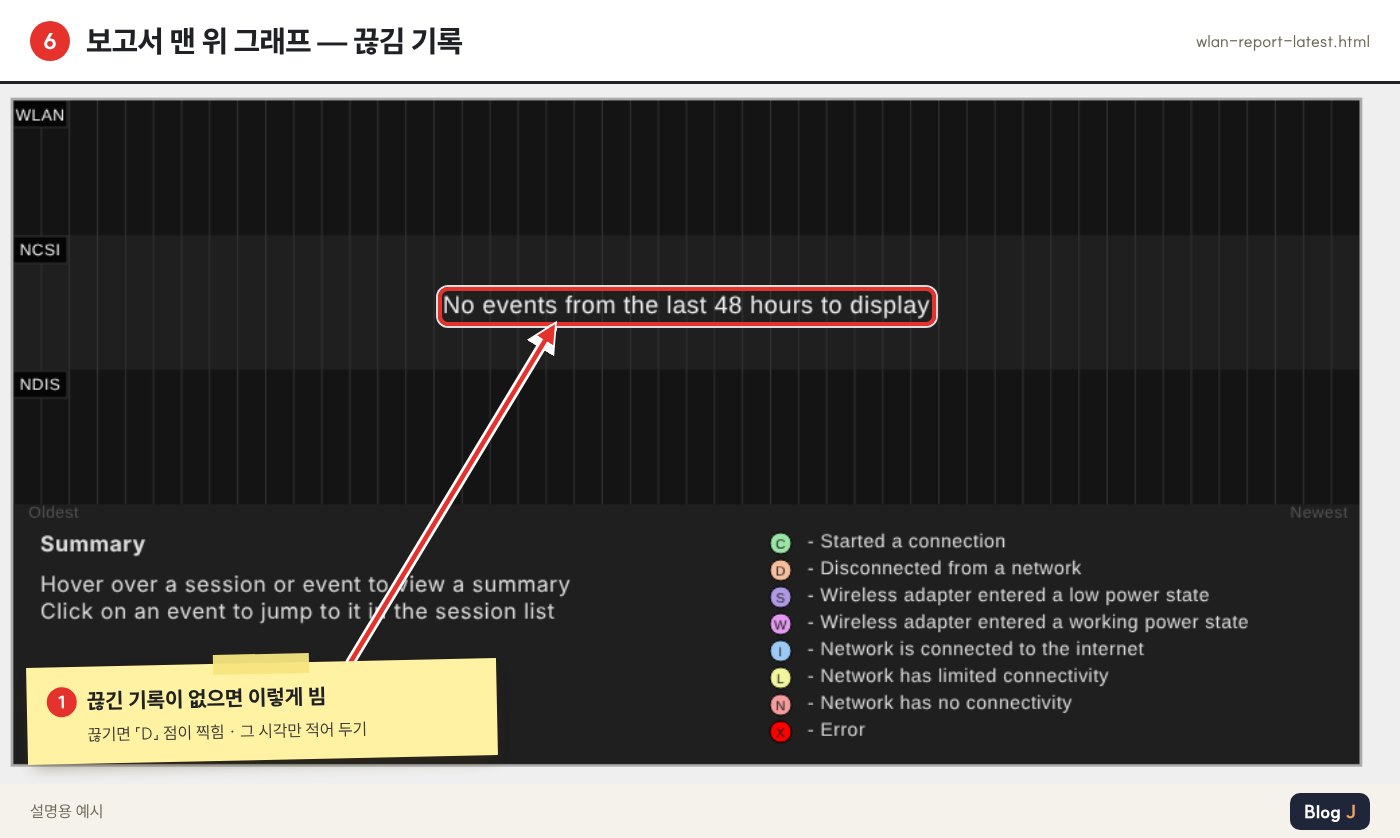 6 보고서 맨 위 그래프 — 끊김 기록
wlan-report-latest.html
WLAN
NCSI
No events from the last 48 hours to display
NDIS
Oldest
Newest
Summary
Hover over a session or event to view a summary
Click on an event to jump to it in the session list
C - Started a connection
D - Disconnected from a network
S - Wireless adapter entered a low power state
W - Wireless adapter entered a working power state
I - Network is connected to the internet
L - Network has limited connectivity
N - Network has no connectivity
X - Error
1 끊긴 기록이 없으면 이렇게 빔
끊기면 「D」 점이 찍힘 · 그 시각만 적어 두기
설명용 예시
Blog J